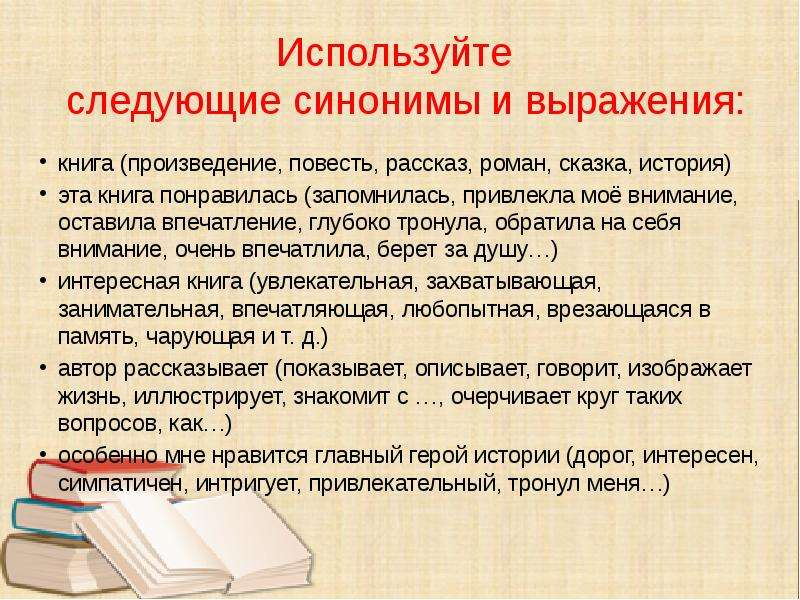 Используйте
следующие синонимы и выражения:
• книга (произведение, повесть, рассказ, роман, сказка, история)
• эта книга понравилась (запомнилась, привлекла моё внимание,
оставила впечатление, глубоко тронула, обратила на себя
внимание, очень впечатлила, берет за душу…)
• интересная книга (увлекательная, захватывающая,
занимательная, впечатляющая, любопытная, врезающаяся в
память, чарующая и т. д.)
• автор рассказывает (показывает, описывает, говорит, изображает
жизнь, иллюстрирует, знакомит с …, очерчивает круг таких
вопросов, как…)
• особенно мне нравится главный герой истории (дорог, интересен,
симпатичен, интригует, привлекательный, тронул меня…)